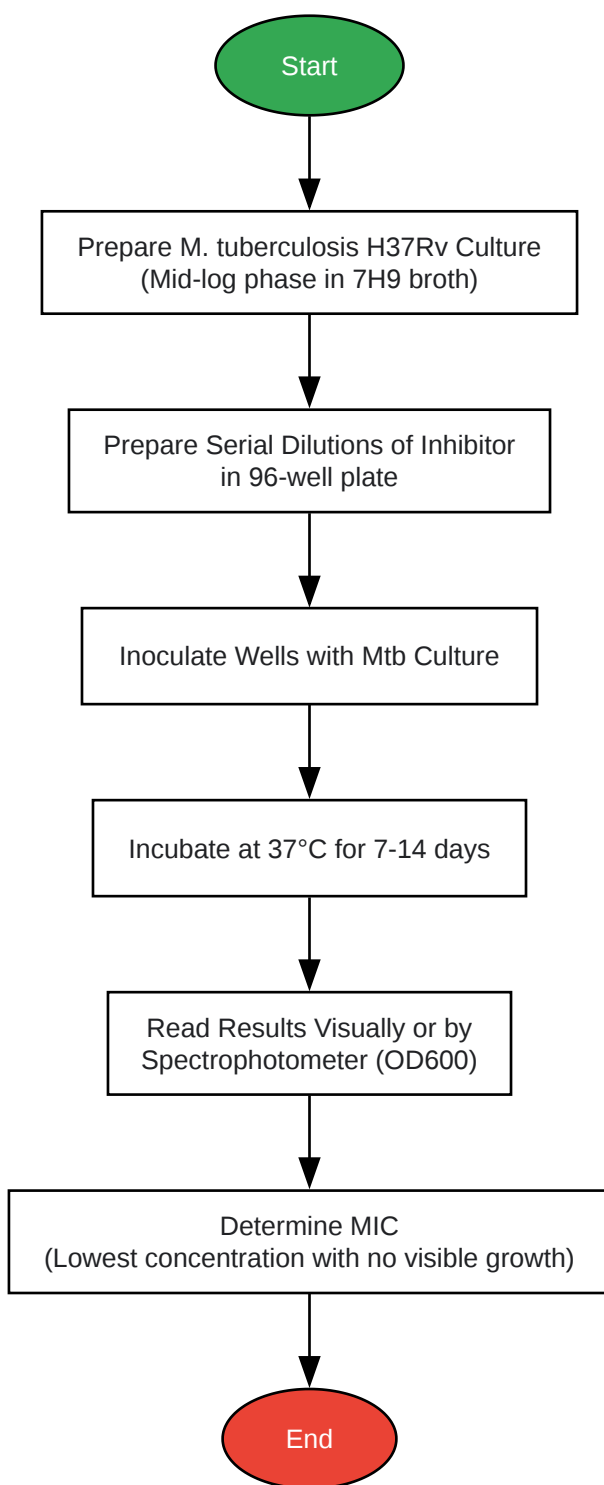 Start
Prepare M. tuberculosis H37Rv Culture
(Mid-log phase in 7H9 broth)
Prepare Serial Dilutions of Inhibitor
in 96-well plate
Inoculate Wells with Mtb Culture
Incubate at 37°C for 7-14 days
Read Results Visually or by
Spectrophotometer (OD600)
Determine MIC
(Lowest concentration with no visible growth)
End